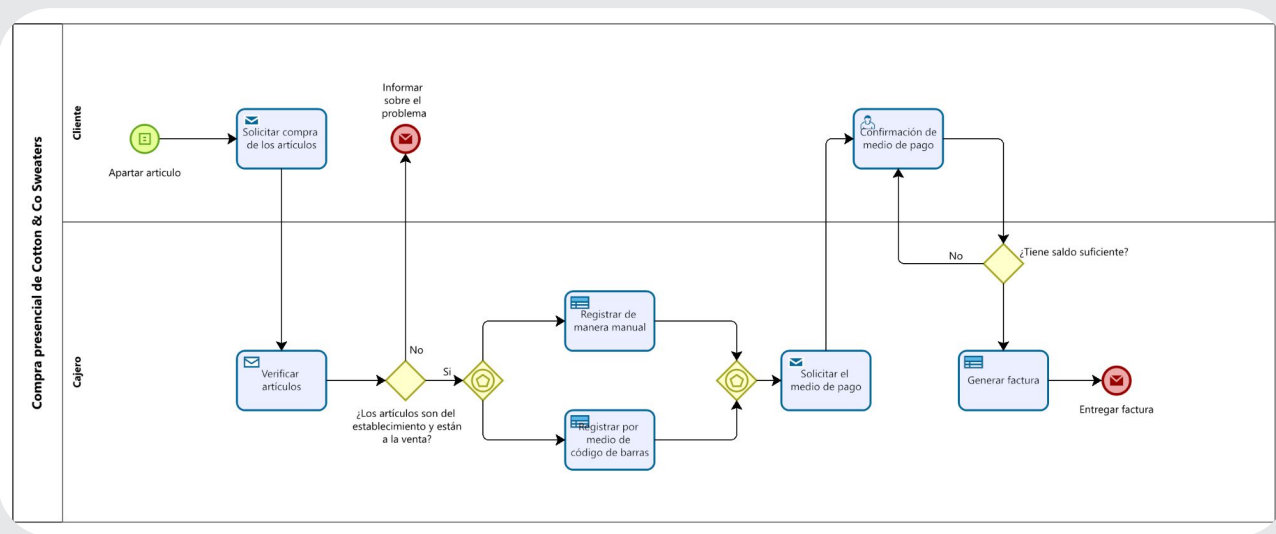 Compra presencial de Cotton & Co Sweaters
Cliente
Apartar articulo
Solicitar compra
de los articulos
Informar
sobre el
problema
Confirmación de
medio de pago
Cajero
Verificar
artículos
No
Si
¿Los artículos son del
establecimiento y están
a la venta?
Registrar de
manera manual
Registrar por
medio de
código de barras
Solicitar el
medio de pago
No
¿Tiene saldo suficiente?
Generar factura
Entregar factura